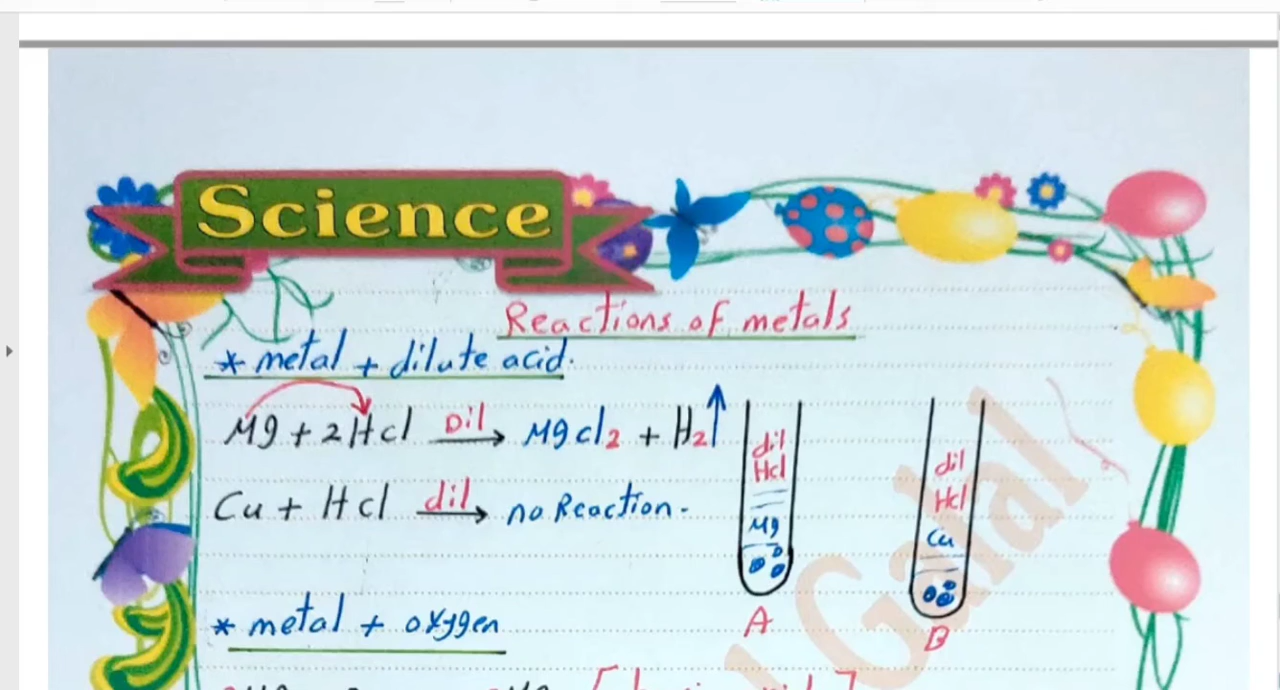 Science
Reactions of metals
* metal + dilute acid.
Mg + 2Hcl Dil → Mgcl2 + H2↑
Cu + Hcl dil → no Reaction.
dil
Hcl
Mg
A
dil
Hcl
Cu
B
* metal + oxygen
Gahal